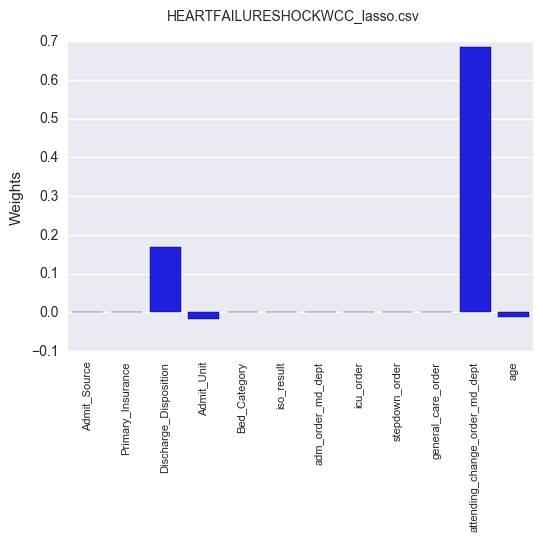 HEARTFAILURESHOCKWCC_lasso.csv
Weights
0.7
0.6
0.5
0.4
0.3
0.2
0.1
0.0
−0.1
Admit_Source
Primary_Insurance
Discharge_Disposition
Admit_Unit
Bed_Category
iso_result
adm_order_md_dept
icu_order
stepdown_order
general_care_order
attending_change_order_md_dept
age